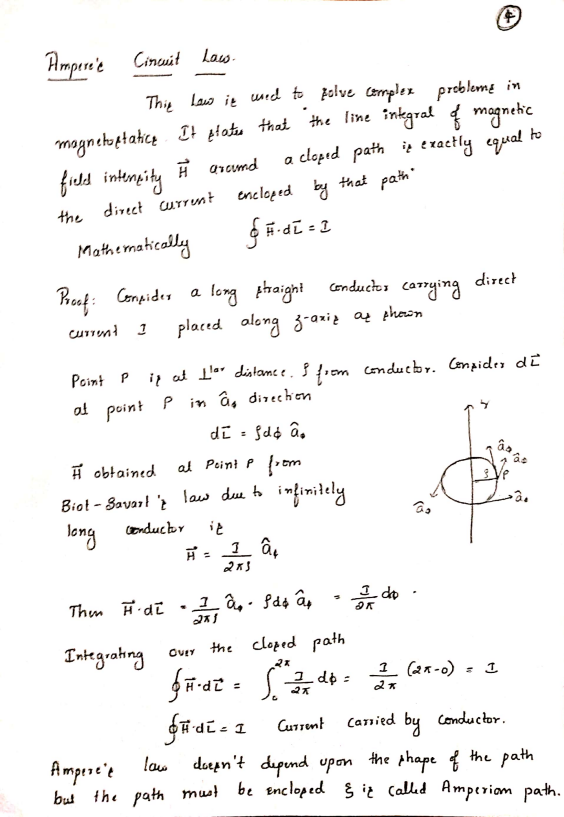 4
Ampere's Circuit Law.
This law is used to solve complex problems in
magnetostatics. It states that "the line integral of magnetic
field intensity H⃗ around a closed path is exactly equal to
the direct current enclosed by that path"
Mathematically ∮ H⃗·dL⃗ = I
Proof: Consider a long straight conductor carrying direct
current I placed along z-axis as shown
Point P is at ⊥lar distance ρ from conductor. Consider dL⃗
at point P in âϕ direction
dL⃗ = ρdϕ âϕ
H⃗ obtained at Point P from
Biot-Savart's law due to infinitely
long conductor is
H⃗ = I/2πρ âϕ
z
âϕ
âϕ
ρ P
âϕ
âϕ
Then H⃗·dL⃗ = I/2πρ âϕ · ρdϕ âϕ = I/2π dϕ .
Integrating over the closed path
∮H⃗·dL⃗ = ∫₀^2π I/2π dϕ = I/2π (2π-0) = I
∮H⃗·dL⃗ = I Current carried by conductor.
Ampere's law doesn't depend upon the shape of the path
but the path must be enclosed & is called Amperian path.